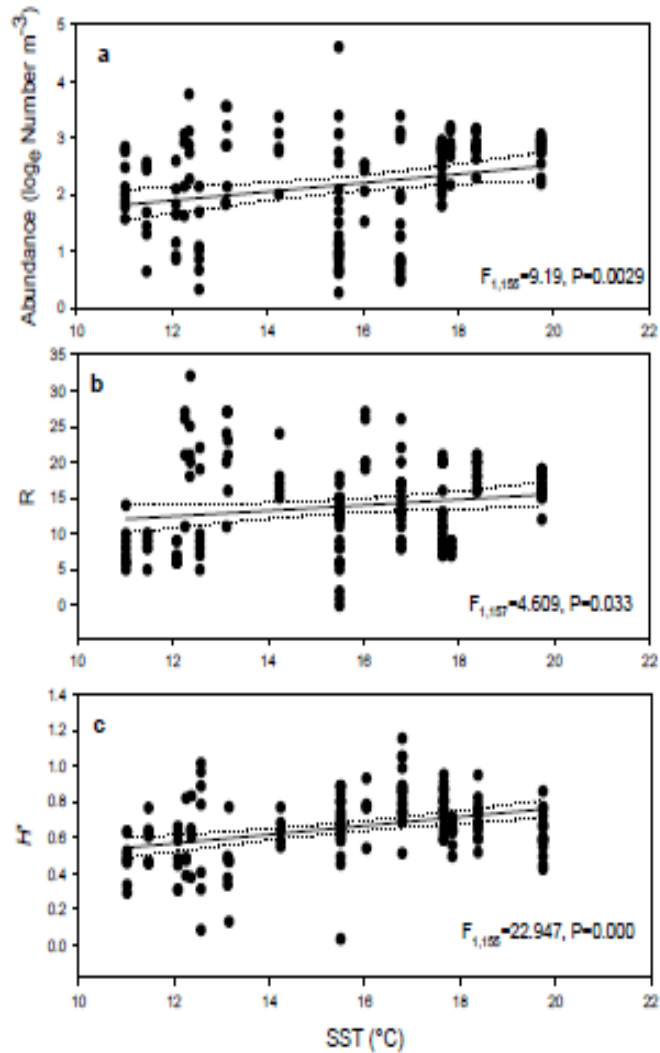 5
a
4
3
2
1
0
Abundance (logₑ Number m⁻³)
F₁,₁₅₅=9.19, P=0.0029
10 12 14 16 18 20 22
35
b
30
25
20
15
10
5
0
R
F₁,₁₅₇=4.609, P=0.033
10 12 14 16 18 20 22
1.4
c
1.2
1.0
0.8
0.6
0.4
0.2
0.0
H'
F₁,₁₅₅=22.947, P=0.000
10 12 14 16 18 20 22
SST (°C)